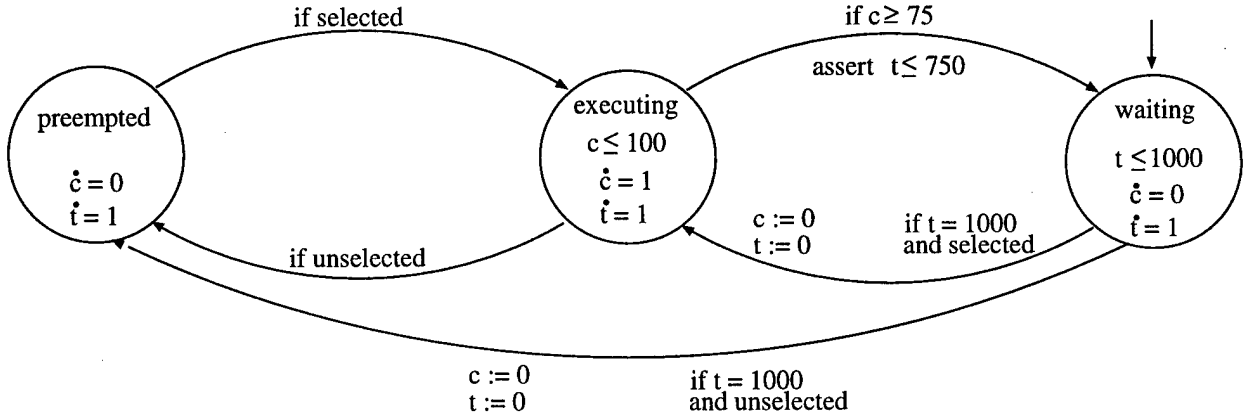 if selected
if c ≥ 75
assert t ≤ 750
preempted
ċ = 0
ṫ = 1
executing
c ≤ 100
ċ = 1
ṫ = 1
waiting
t ≤ 1000
ċ = 0
ṫ = 1
if unselected
c := 0
t := 0
if t = 1000
and selected
c := 0
t := 0
if t = 1000
and unselected